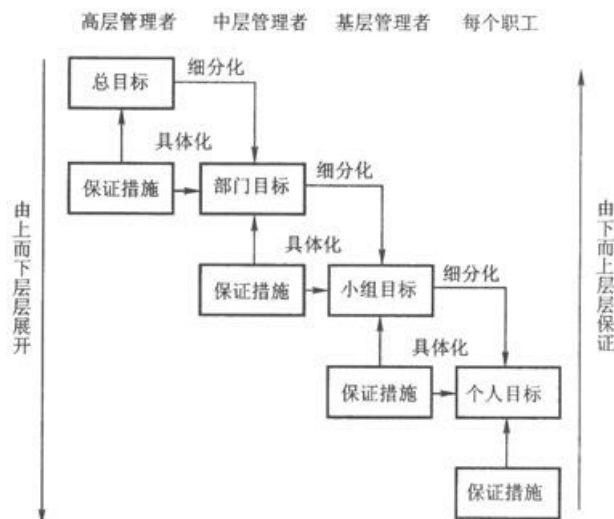 高层管理者 中层管理者 基层管理者 每个职工
细分化
总目标
具体化
细分化
保证措施
部门目标
具体化
细分化
保证措施
小组目标
具体化
保证措施
个人目标
保证措施
由上而下层层展开
由下而上层层保证